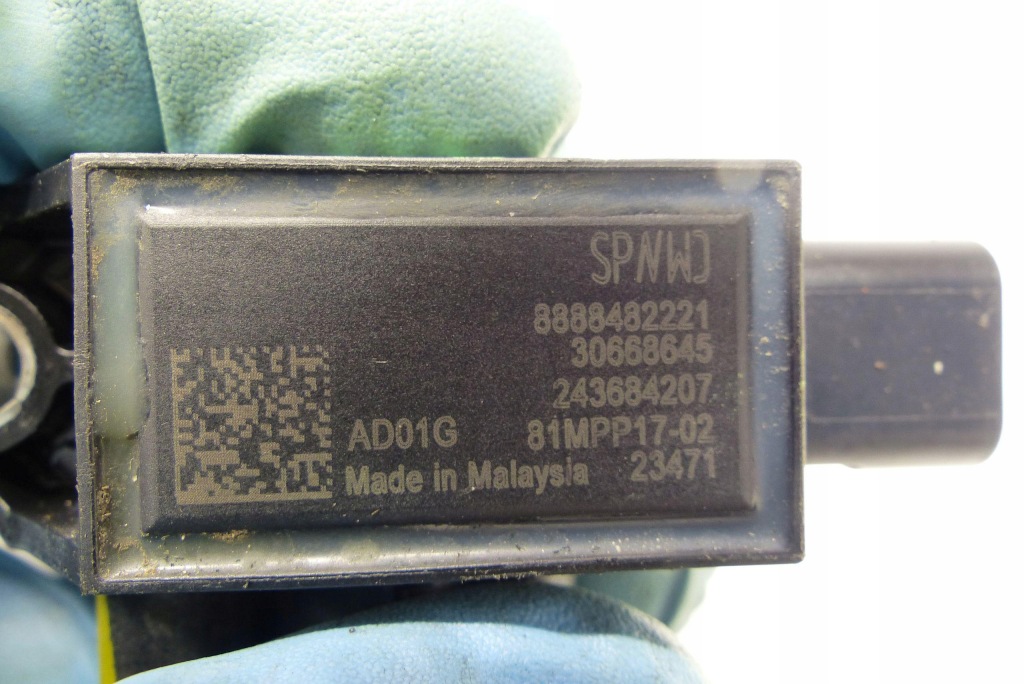 SPNWJ
8888482221
30668645
243684207
AD01G 81MPP17-02
Made in Malaysia 23471